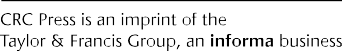 CRC Press is an imprint of the
Taylor & Francis Group, an informa business